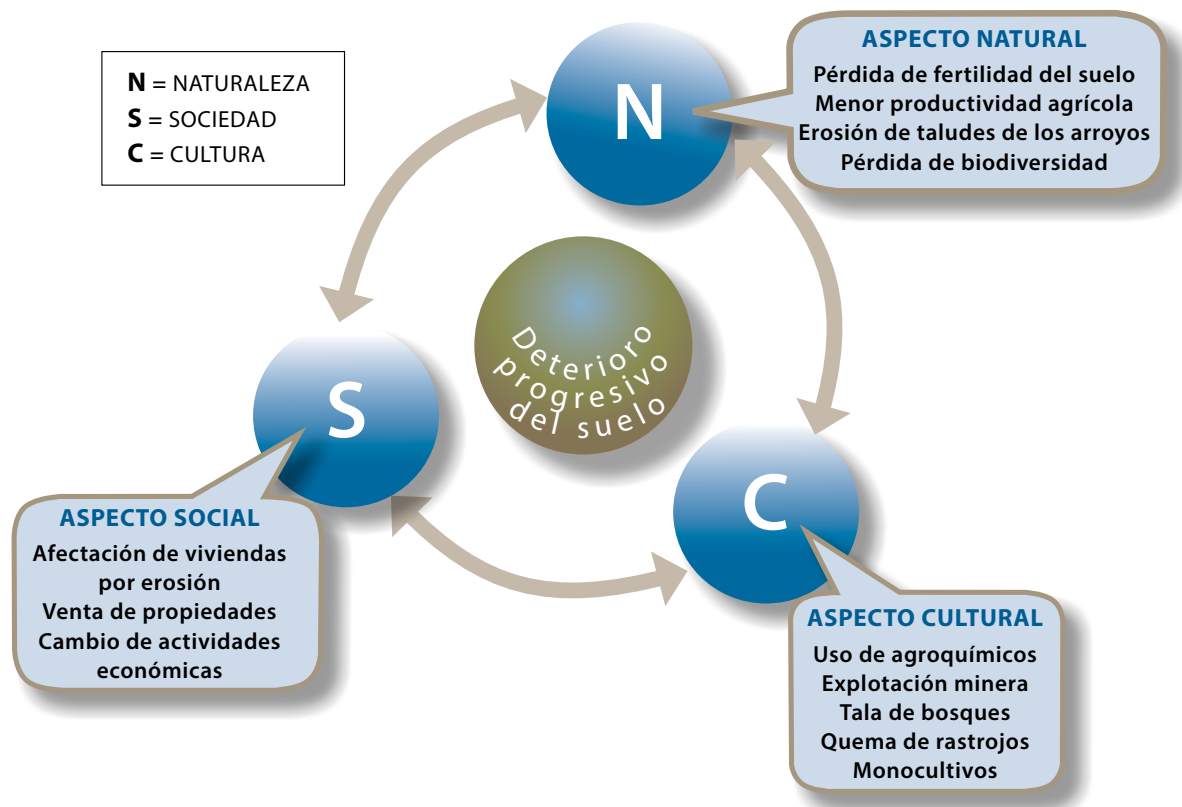 N = NATURALEZA
S = SOCIEDAD
C = CULTURA
N
ASPECTO NATURAL
Pérdida de fertilidad del suelo
Menor productividad agrícola
Erosión de taludes de los arroyos
Pérdida de biodiversidad
Deterioro
progresivo
del suelo
S
ASPECTO SOCIAL
Afectación de viviendas
por erosión
Venta de propiedades
Cambio de actividades
económicas
C
ASPECTO CULTURAL
Uso de agroquímicos
Explotación minera
Tala de bosques
Quema de rastrojos
Monocultivos